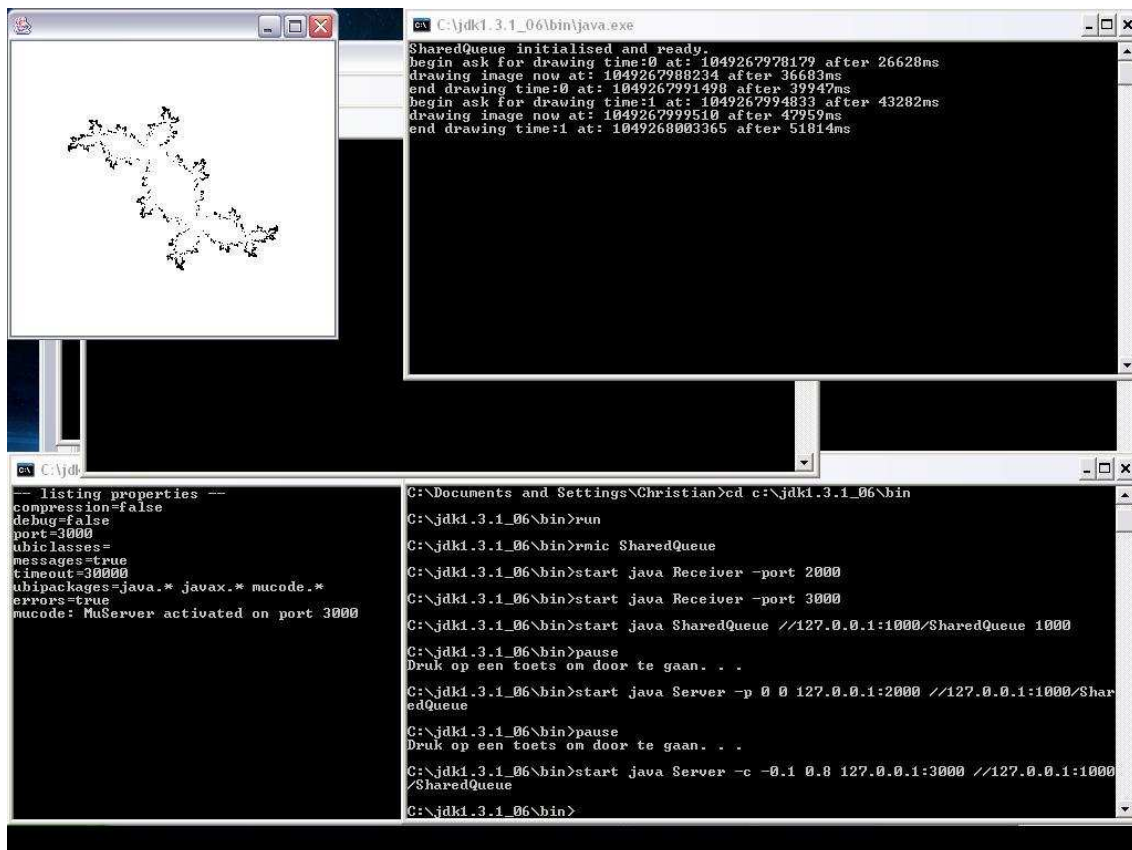 C:\jdk1.3.1_06\bin\java.exe
SharedQueue initialised and ready.
begin ask for drawing time:0 at: 1049267978179 after 26628ms
drawing image now at: 1049267988234 after 36683ms
end drawing time:0 at: 1049267991498 after 39947ms
begin ask for drawing time:1 at: 1049267994833 after 43282ms
drawing image now at: 1049267999510 after 47959ms
end drawing time:1 at: 1049268003365 after 51814ms
C:\jdk
-- listing properties --
compression=false
debug=false
port=3000
ubiclasses=
messages=true
timeout=30000
ubipackages=java.* javax.* mucode.*
errors=true
mucode: MuServer activated on port 3000
C:\Documents and Settings\Christian>cd c:\jdk1.3.1_06\bin
C:\jdk1.3.1_06\bin>run
C:\jdk1.3.1_06\bin>rmic SharedQueue
C:\jdk1.3.1_06\bin>start java Receiver -port 2000
C:\jdk1.3.1_06\bin>start java Receiver -port 3000
C:\jdk1.3.1_06\bin>start java SharedQueue //127.0.0.1:1000/SharedQueue 1000
C:\jdk1.3.1_06\bin>pause
Druk op een toets om door te gaan. . .
C:\jdk1.3.1_06\bin>start java Server -p 0 0 127.0.0.1:2000 //127.0.0.1:1000/Shar
edQueue
C:\jdk1.3.1_06\bin>pause
Druk op een toets om door te gaan. . .
C:\jdk1.3.1_06\bin>start java Server -c -0.1 0.8 127.0.0.1:3000 //127.0.0.1:1000
/SharedQueue
C:\jdk1.3.1_06\bin>